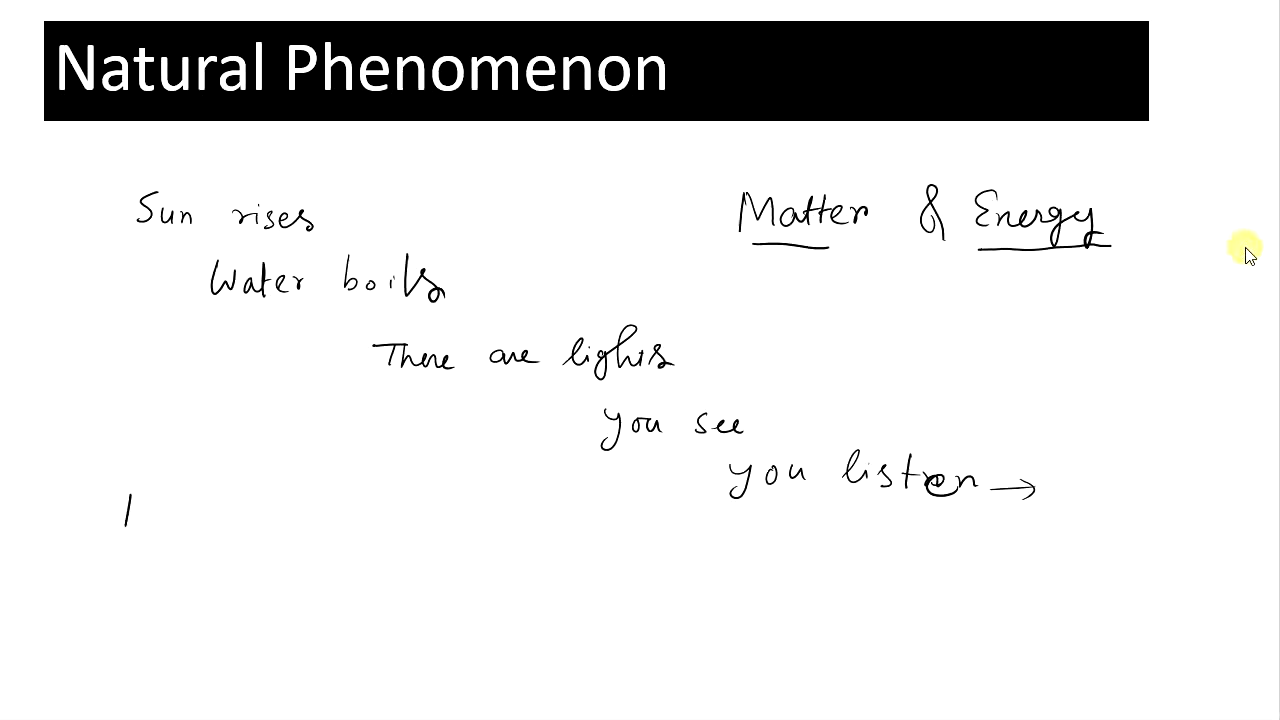 Natural Phenomenon
Sun rises
Matter & Energy
Water boils
There are lights
you see
you listen →